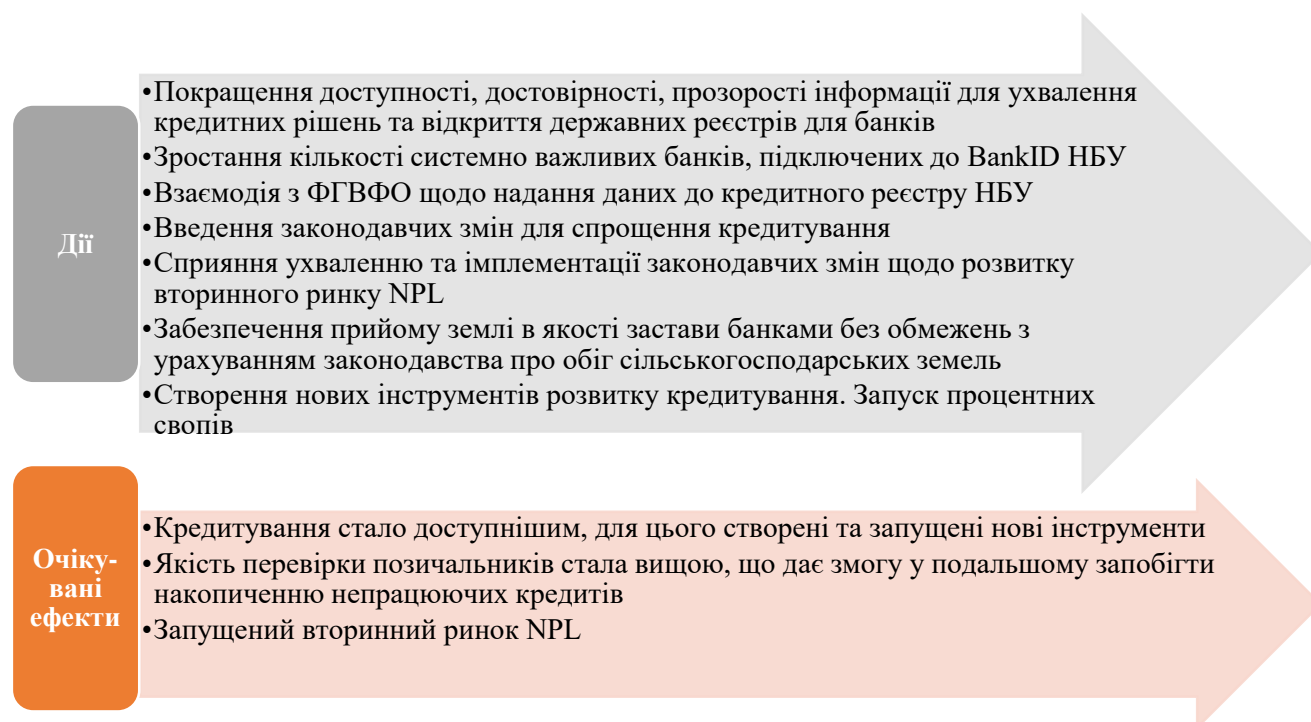 Дії
•Покращення доступності, достовірності, прозорості інформації для ухвалення
кредитних рішень та відкриття державних реєстрів для банків
•Зростання кількості системно важливих банків, підключених до BankID НБУ
•Взаємодія з ФГВФО щодо надання даних до кредитного реєстру НБУ
•Введення законодавчих змін для спрощення кредитування
•Сприяння ухваленню та імплементації законодавчих змін щодо розвитку
вторинного ринку NPL
•Забезпечення прийому землі в якості застави банками без обмежень з
урахуванням законодавства про обіг сільськогосподарських земель
•Створення нових інструментів розвитку кредитування. Запуск процентних
свопів
Очіку-
вані
ефекти
•Кредитування стало доступнішим, для цього створені та запущені нові інструменти
•Якість перевірки позичальників стала вищою, що дає змогу у подальшому запобігти
накопиченню непрацюючих кредитів
•Запущений вторинний ринок NPL